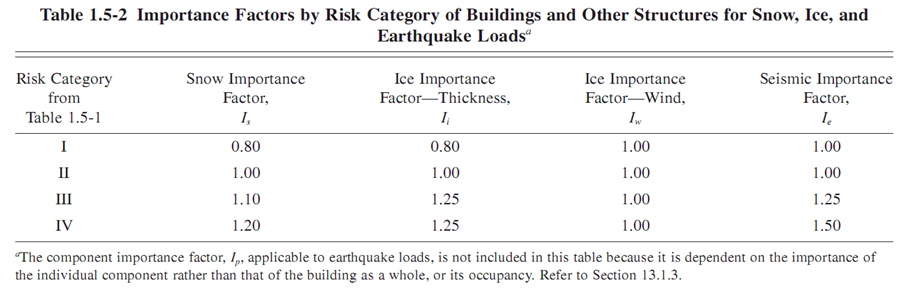 Table 1.5-2 Importance Factors by Risk Category of Buildings and Other Structures for Snow, Ice, and
Earthquake Loadsᵃ
Risk Category from Table 1.5-1 Snow Importance Factor, Iₛ Ice Importance Factor—Thickness, Iᵢ Ice Importance Factor—Wind, I_w Seismic Importance Factor, Iₑ
I 0.80 0.80 1.00 1.00
II 1.00 1.00 1.00 1.00
III 1.10 1.25 1.00 1.25
IV 1.20 1.25 1.00 1.50
ᵃThe component importance factor, Iₚ, applicable to earthquake loads, is not included in this table because it is dependent on the importance of
the individual component rather than that of the building as a whole, or its occupancy. Refer to Section 13.1.3.